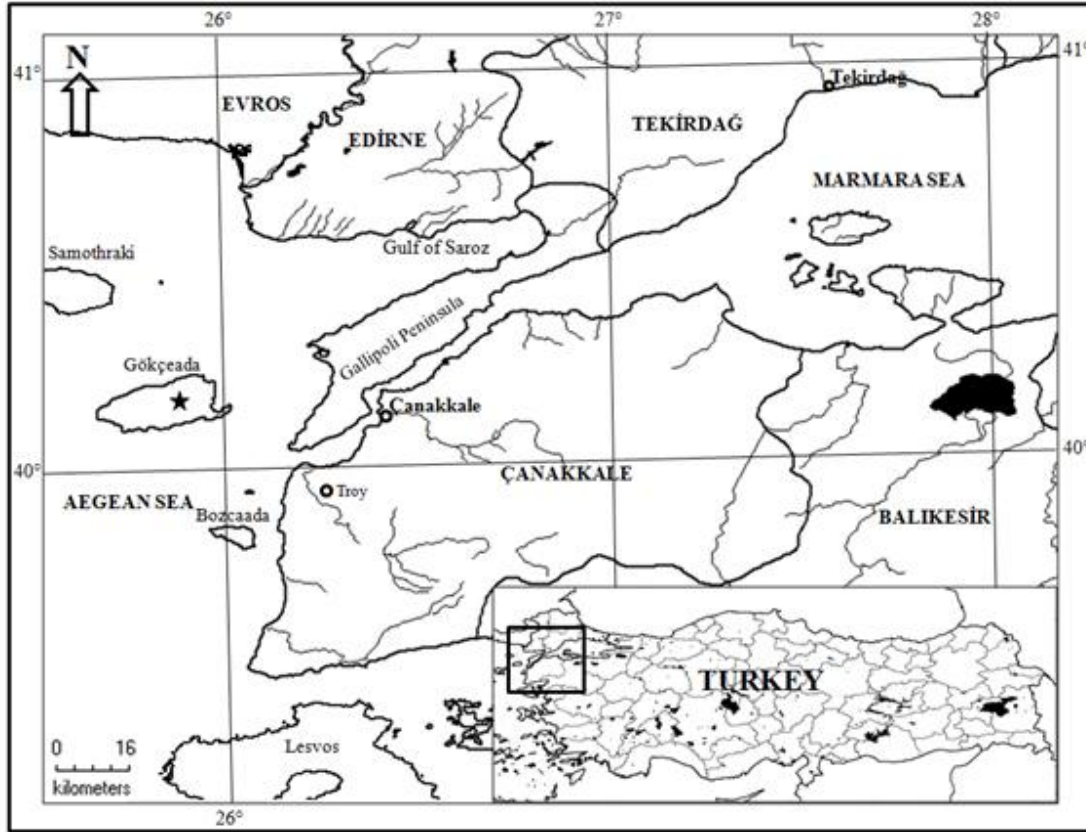 26°
27°
28°
41°
41°
N
Tekirdağ
EVROS
TEKİRDAĞ
EDİRNE
MARMARA SEA
Gulf of Saroz
Samothraki
Gallipoli Peninsula
Gökçeada
Çanakkale
40°
40°
ÇANAKKALE
Troy
AEGEAN SEA
Bozcaada
BALIKESİR
TURKEY
0 16
kilometers
Lesvos
26°